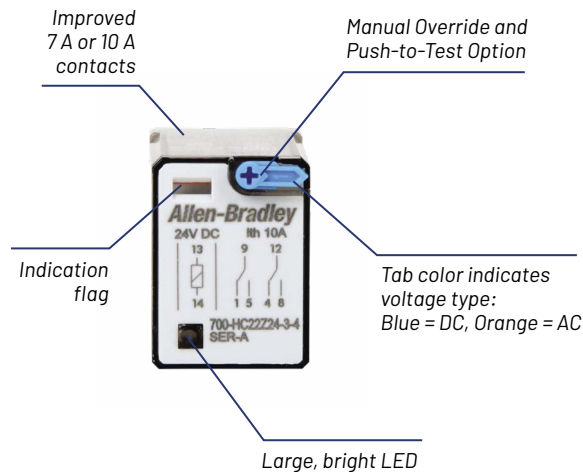 Improved
7 A or 10 A
contacts
Manual Override and
Push-to-Test Option
Allen-Bradley
24V DC Ith 10A
13 9 12
14 1 5 4 8
700-HC22Z24-3-4
SER-A
Indication
flag
Tab color indicates
voltage type:
Blue = DC, Orange = AC
Large, bright LED